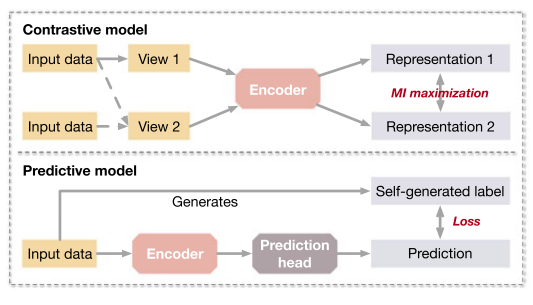 Contrastive model
Input data
View 1
Representation 1
Encoder
MI maximization
Input data
View 2
Representation 2
Predictive model
Self-generated label
Generates
Loss
Input data
Encoder
Prediction
head
Prediction